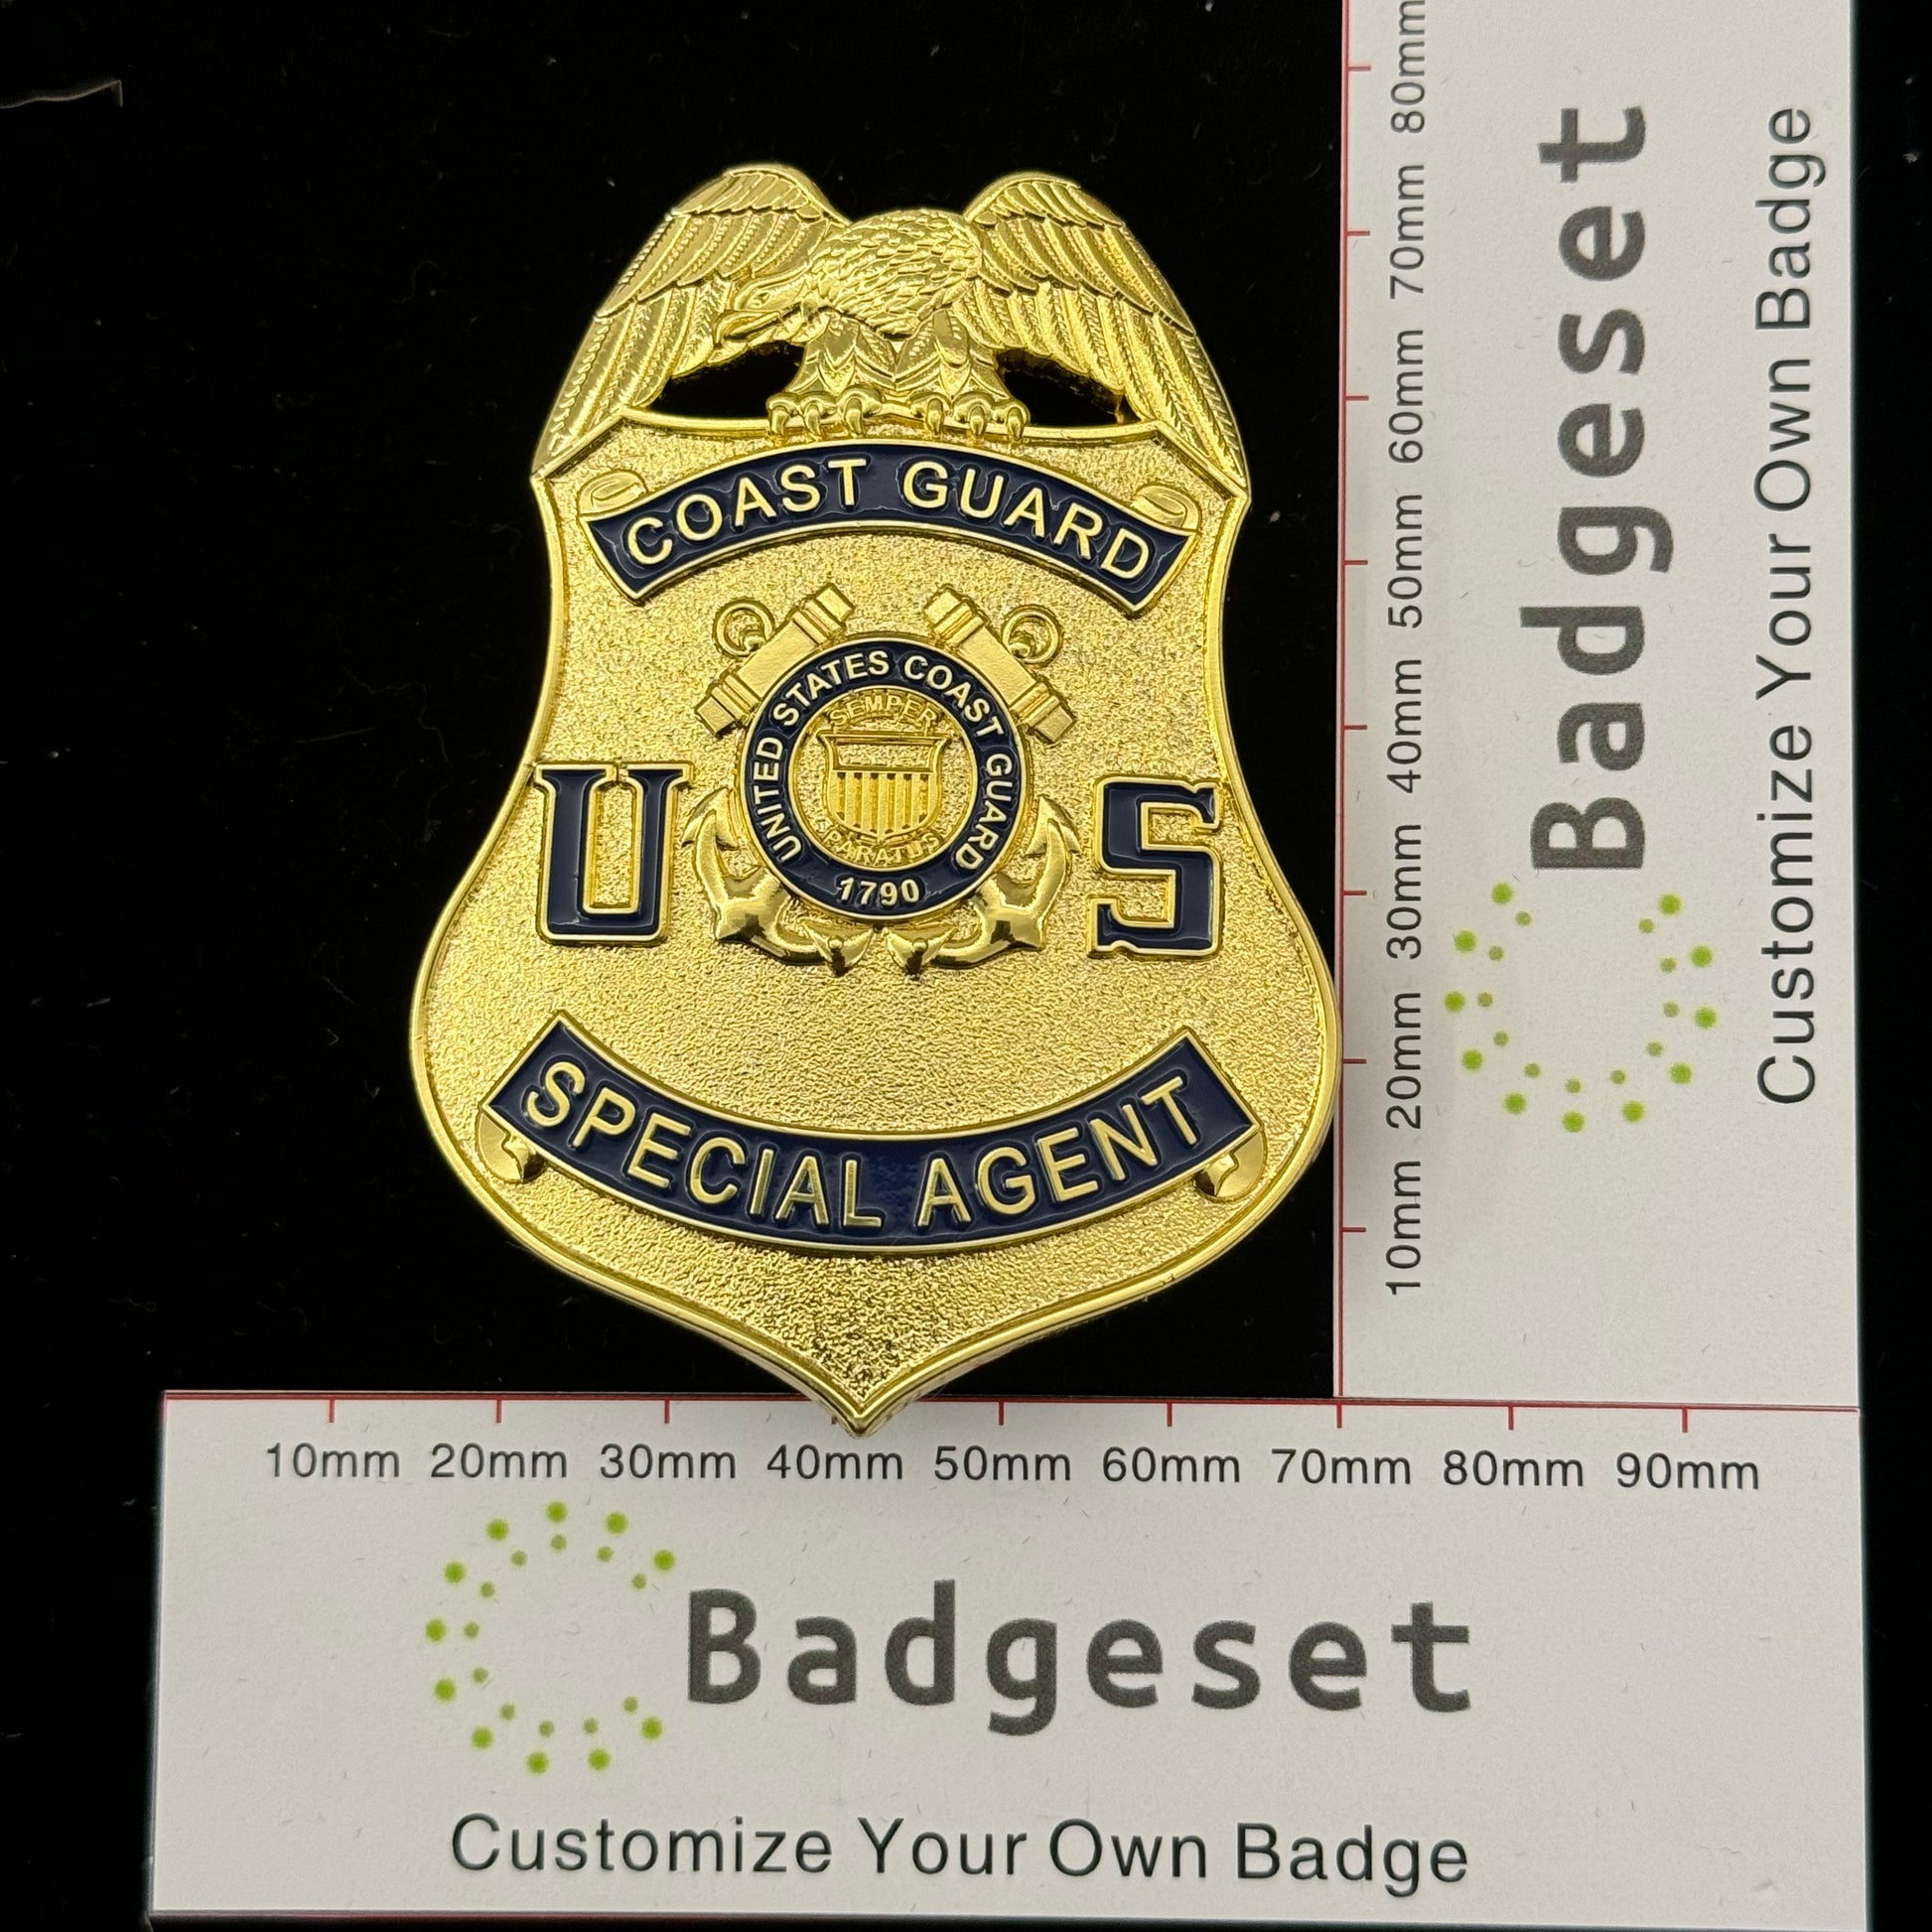 COAST GUARD
UNITED STATES COAST GUARD
SEMPER
PARATUS
1790
U S
SPECIAL AGENT
80mm
70mm
60mm
50mm
40mm
30mm
20mm
10mm
Badgeset
Customize Your Own Badge
10mm 20mm 30mm 40mm 50mm 60mm 70mm 80mm 90mm
Badgeset
Customize Your Own Badge